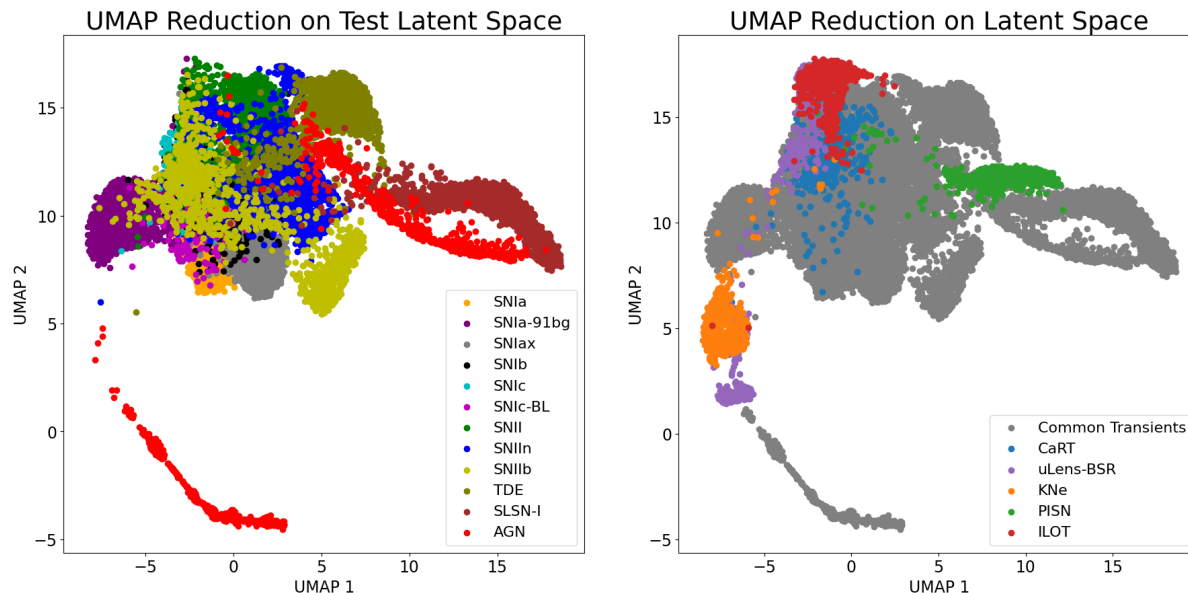 UMAP Reduction on Test Latent Space
UMAP 2
15
10
5
0
−5
−5
0
5
10
15
UMAP 1
SNIa
SNIa-91bg
SNIax
SNIb
SNIc
SNIc-BL
SNII
SNIIn
SNIIb
TDE
SLSN-I
AGN
UMAP Reduction on Latent Space
UMAP 2
15
10
5
0
−5
−5
0
5
10
15
UMAP 1
Common Transients
CaRT
uLens-BSR
KNe
PISN
ILOT